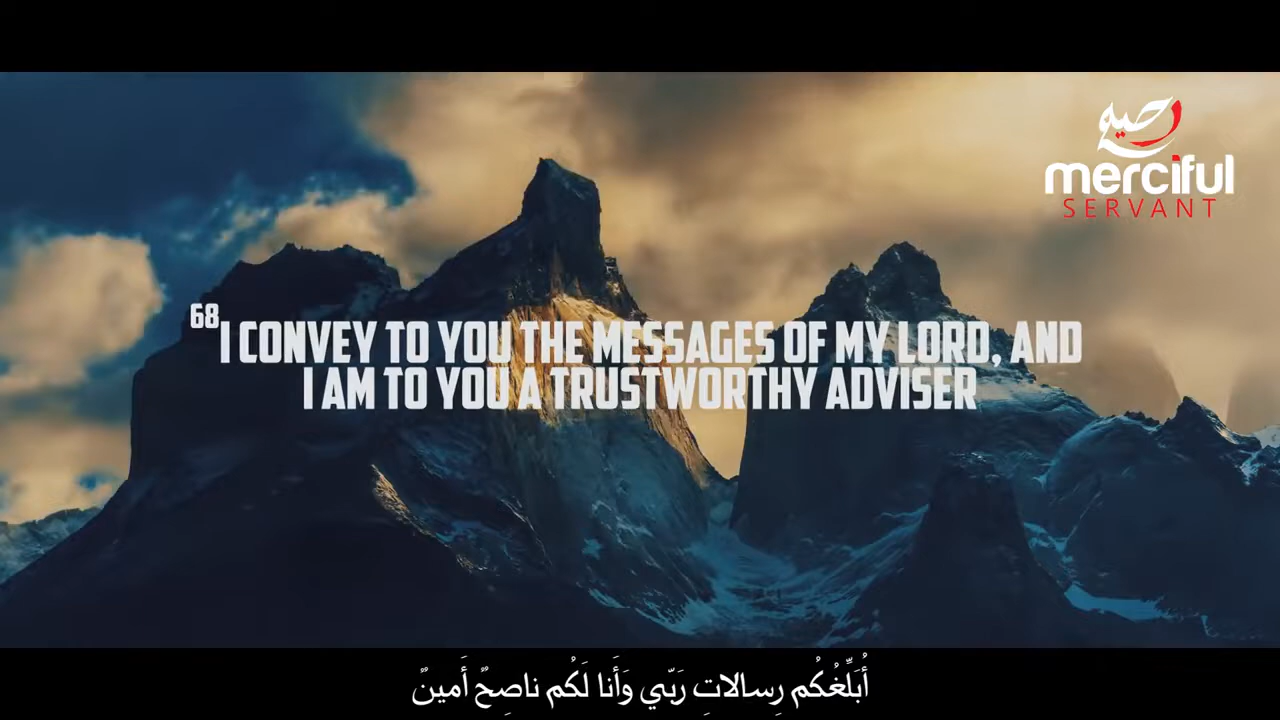 رحيم
merciful
SERVANT
68 I CONVEY TO YOU THE MESSAGES OF MY LORD, AND
I AM TO YOU A TRUSTWORTHY ADVISER
أُبَلِّغُكُم رِسالاتِ رَبّي وَأَنا لَكُم ناصِحٌ أَمينٌ